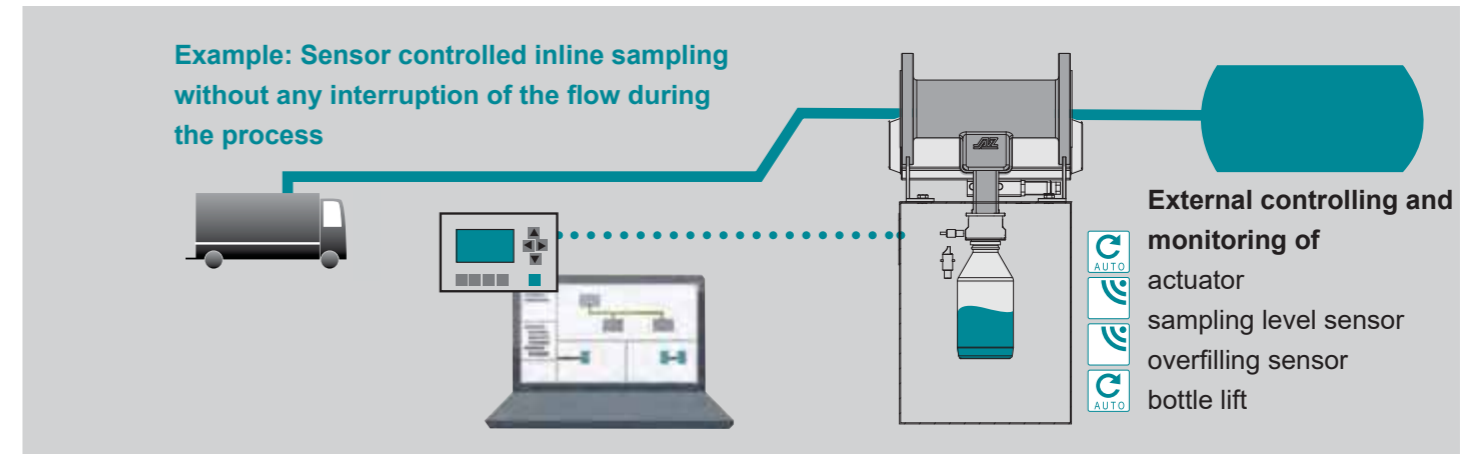 Example: Sensor controlled inline sampling
without any interruption of the flow during
the process
External controlling and
monitoring of
AUTO
actuator
sampling level sensor
overfilling sensor
AUTO
bottle lift